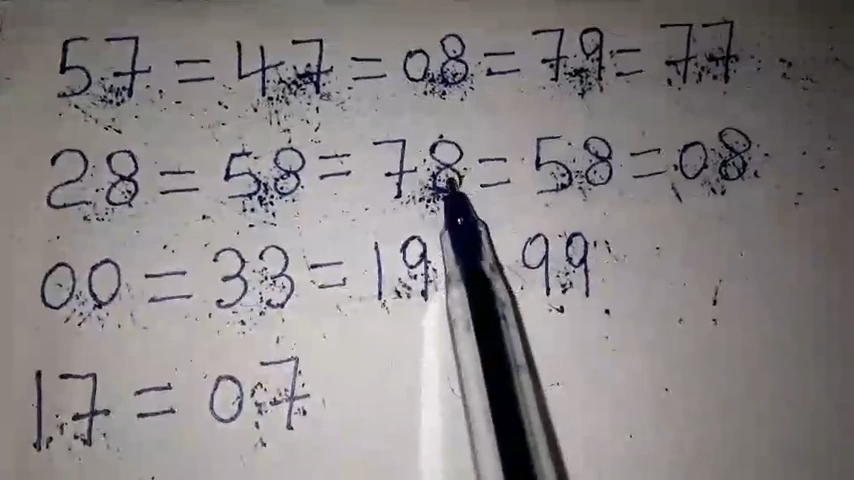 57 = 47 = 08 = 79 = 77
28 = 58 = 78 = 58 = 08
00 = 33 = 19 99
17 = 07